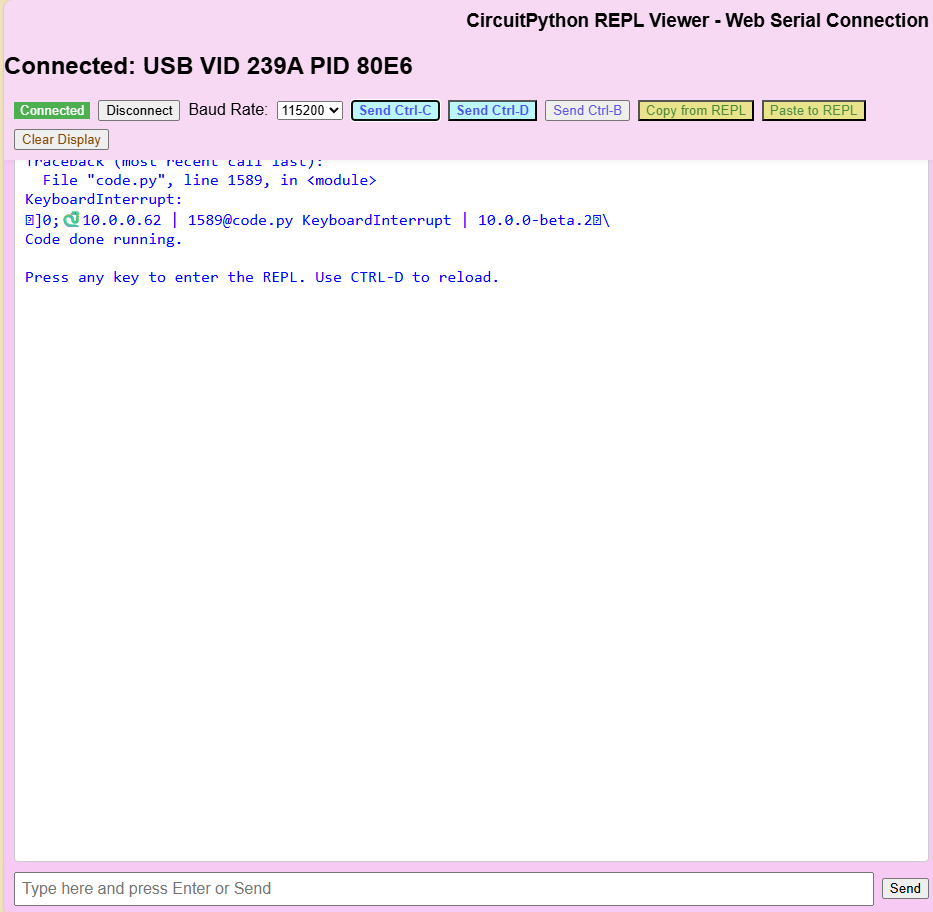 CircuitPython REPL Viewer - Web Serial Connection
Connected: USB VID 239A PID 80E6
Connected Disconnect Baud Rate: 115200 Send Ctrl-C Send Ctrl-D Send Ctrl-B Copy from REPL Paste to REPL
Clear Display
Traceback (most recent call last):
File "code.py", line 1589, in <module>
KeyboardInterrupt:
]0;10.0.0.62 | 1589@code.py KeyboardInterrupt | 10.0.0-beta.2\
Code done running.
Press any key to enter the REPL. Use CTRL-D to reload.
Type here and press Enter or Send
Send